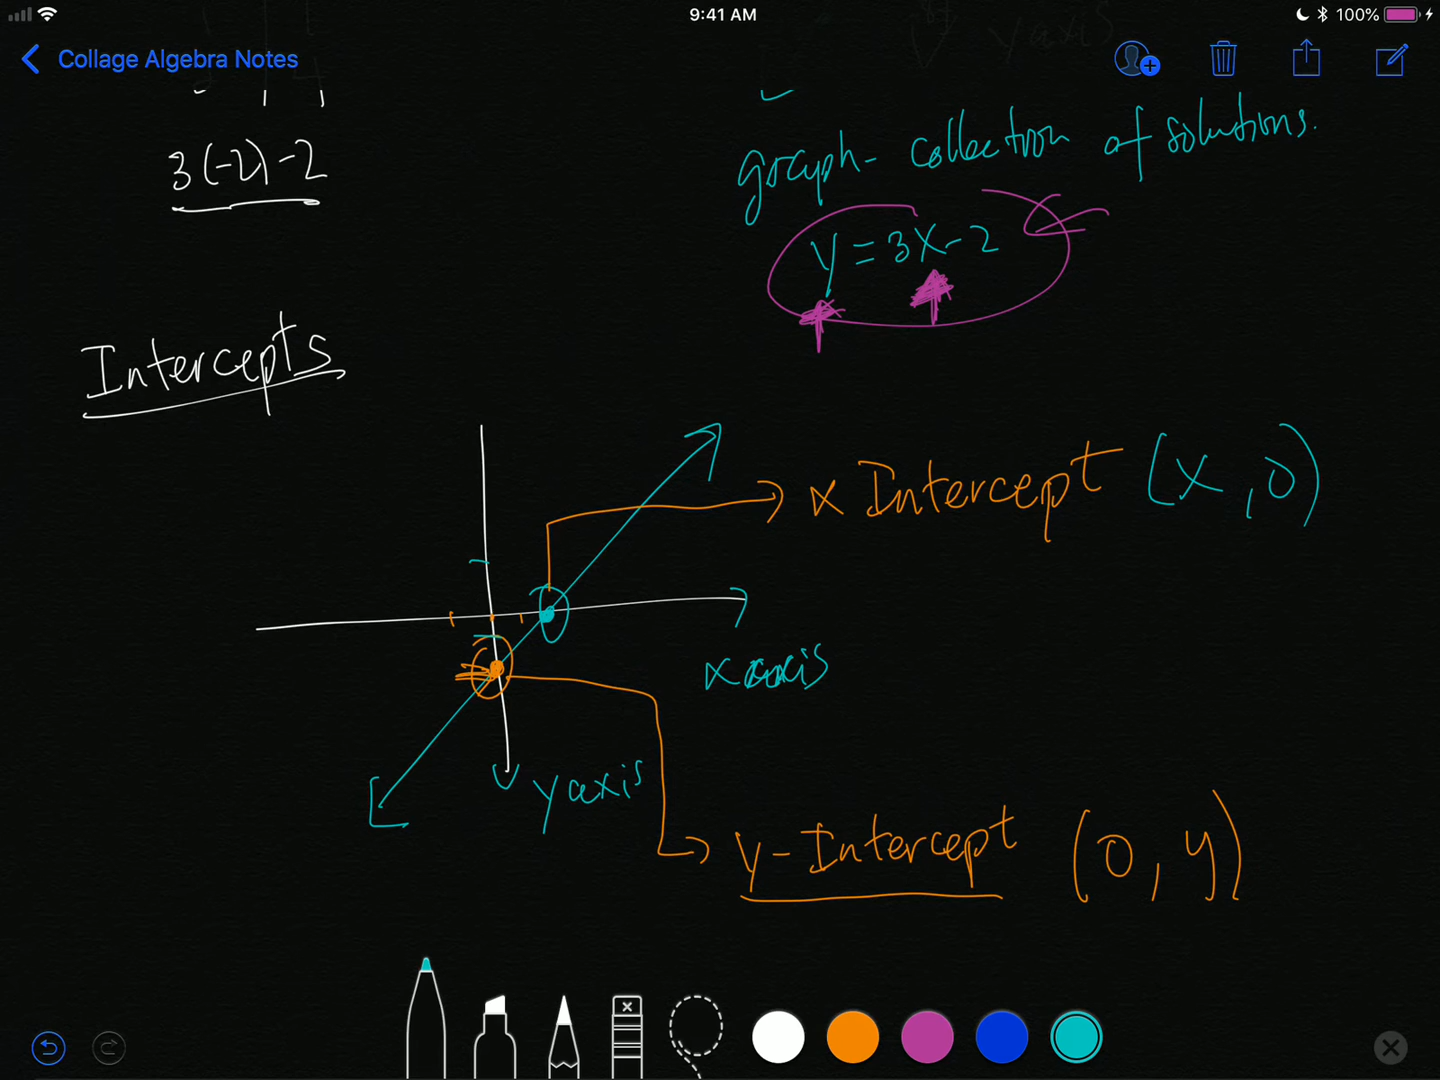 9:41 AM
100%
Collage Algebra Notes
y axis
3(-2)-2
graph- collection of solutions.
y = 3x-2
Intercepts
x Intercept (x,0)
x axis
y axis
y-Intercept (0,y)